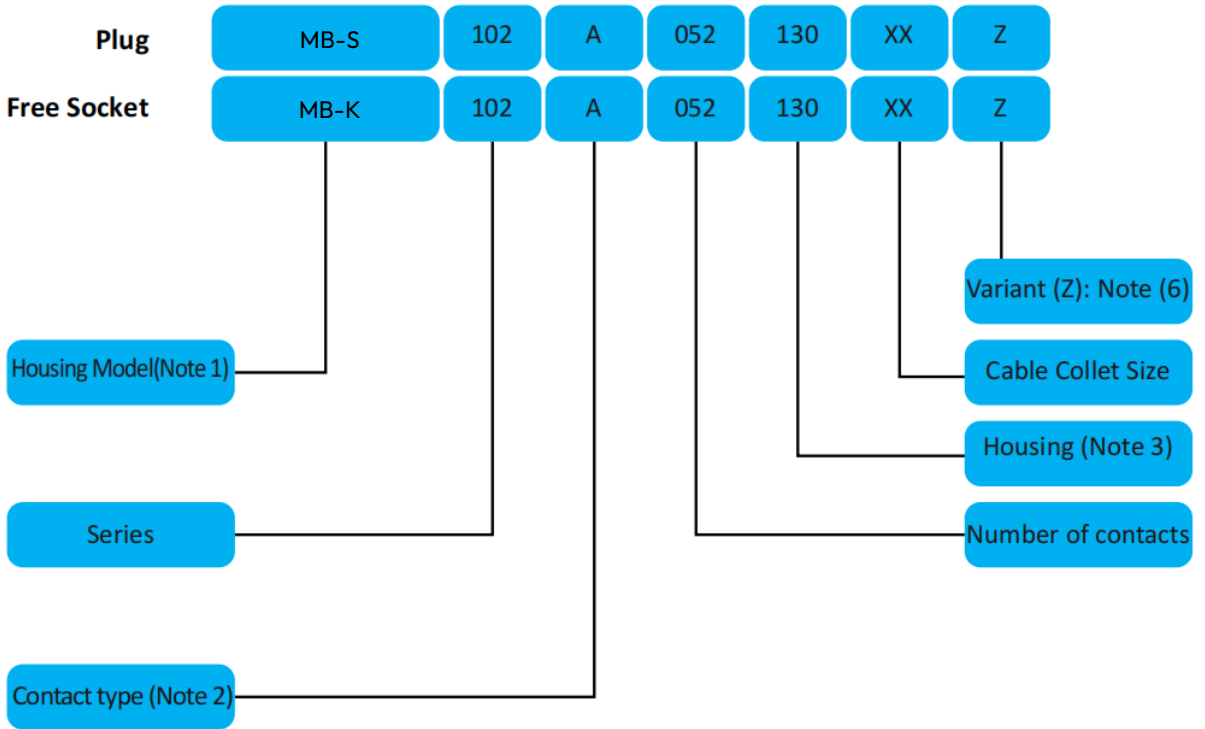 Plug MB-S 102 A 052 130 XX Z
Free Socket MB-K 102 A 052 130 XX Z
Variant (Z): Note (6)
Housing Model(Note 1)
Cable Collet Size
Housing (Note 3)
Series
Number of contacts
Contact type (Note 2)